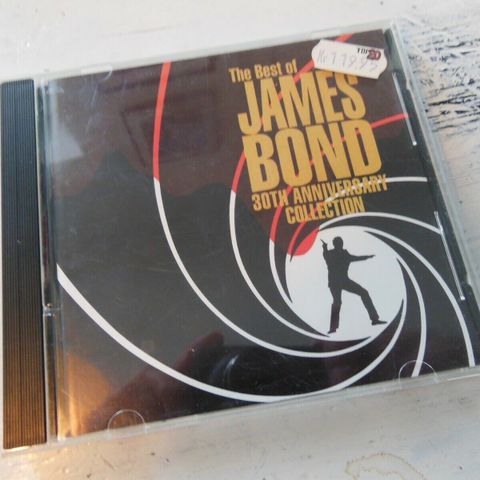 The Best of
JAMES
BOND
30TH ANNIVERSARY
COLLECTION